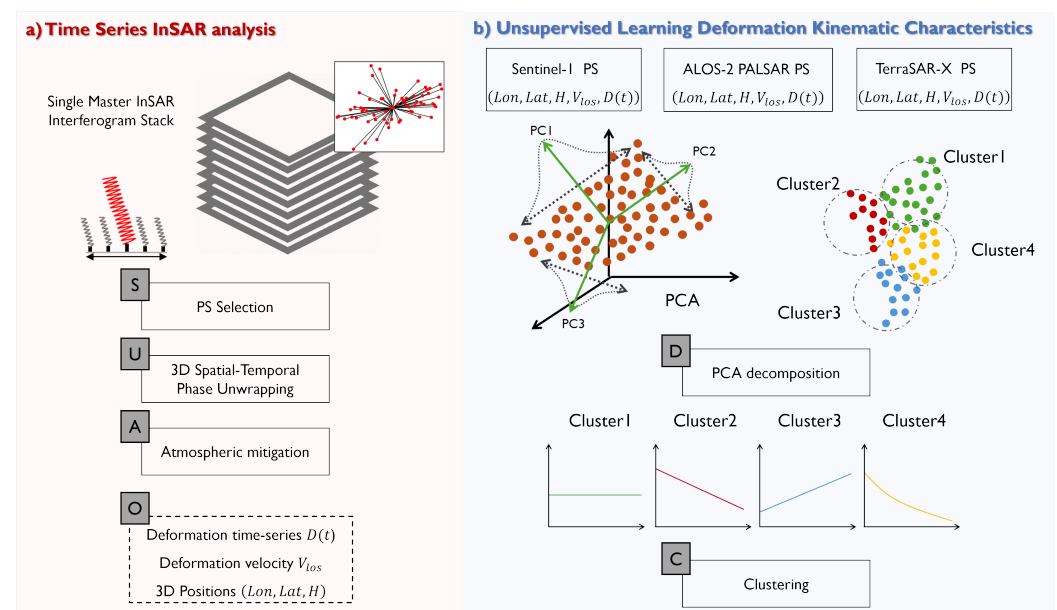 a) Time Series InSAR analysis
Single Master InSAR
Interferogram Stack
S
PS Selection
U
3D Spatial-Temporal
Phase Unwrapping
A
Atmospheric mitigation
O
Deformation time-series D(t)
Deformation velocity V_los
3D Positions (Lon, Lat, H)
b) Unsupervised Learning Deformation Kinematic Characteristics
Sentinel-1 PS
(Lon, Lat, H, V_los, D(t))
ALOS-2 PALSAR PS
(Lon, Lat, H, V_los, D(t))
TerraSAR-X PS
(Lon, Lat, H, V_los, D(t))
PC1
PC2
PC3
PCA
Cluster1
Cluster2
Cluster4
Cluster3
D
PCA decomposition
Cluster1
Cluster2
Cluster3
Cluster4
C
Clustering